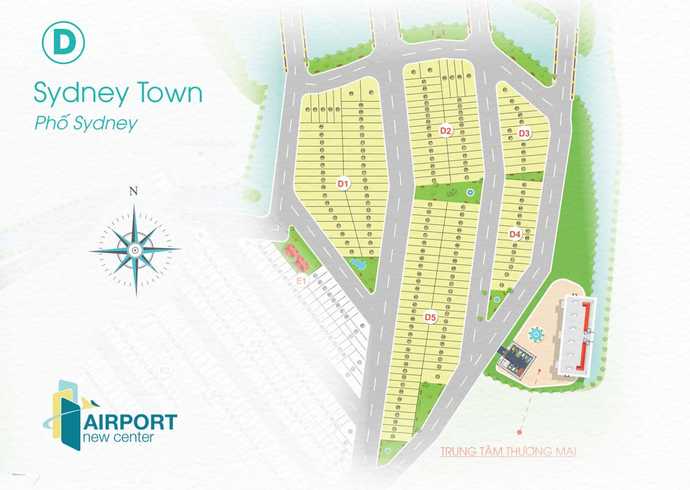 D
Sydney Town
Phố Sydney
N
D1
D2
D3
D4
D5
E1
AIRPORT
new center
TRUNG TÂM THƯƠNG MẠI